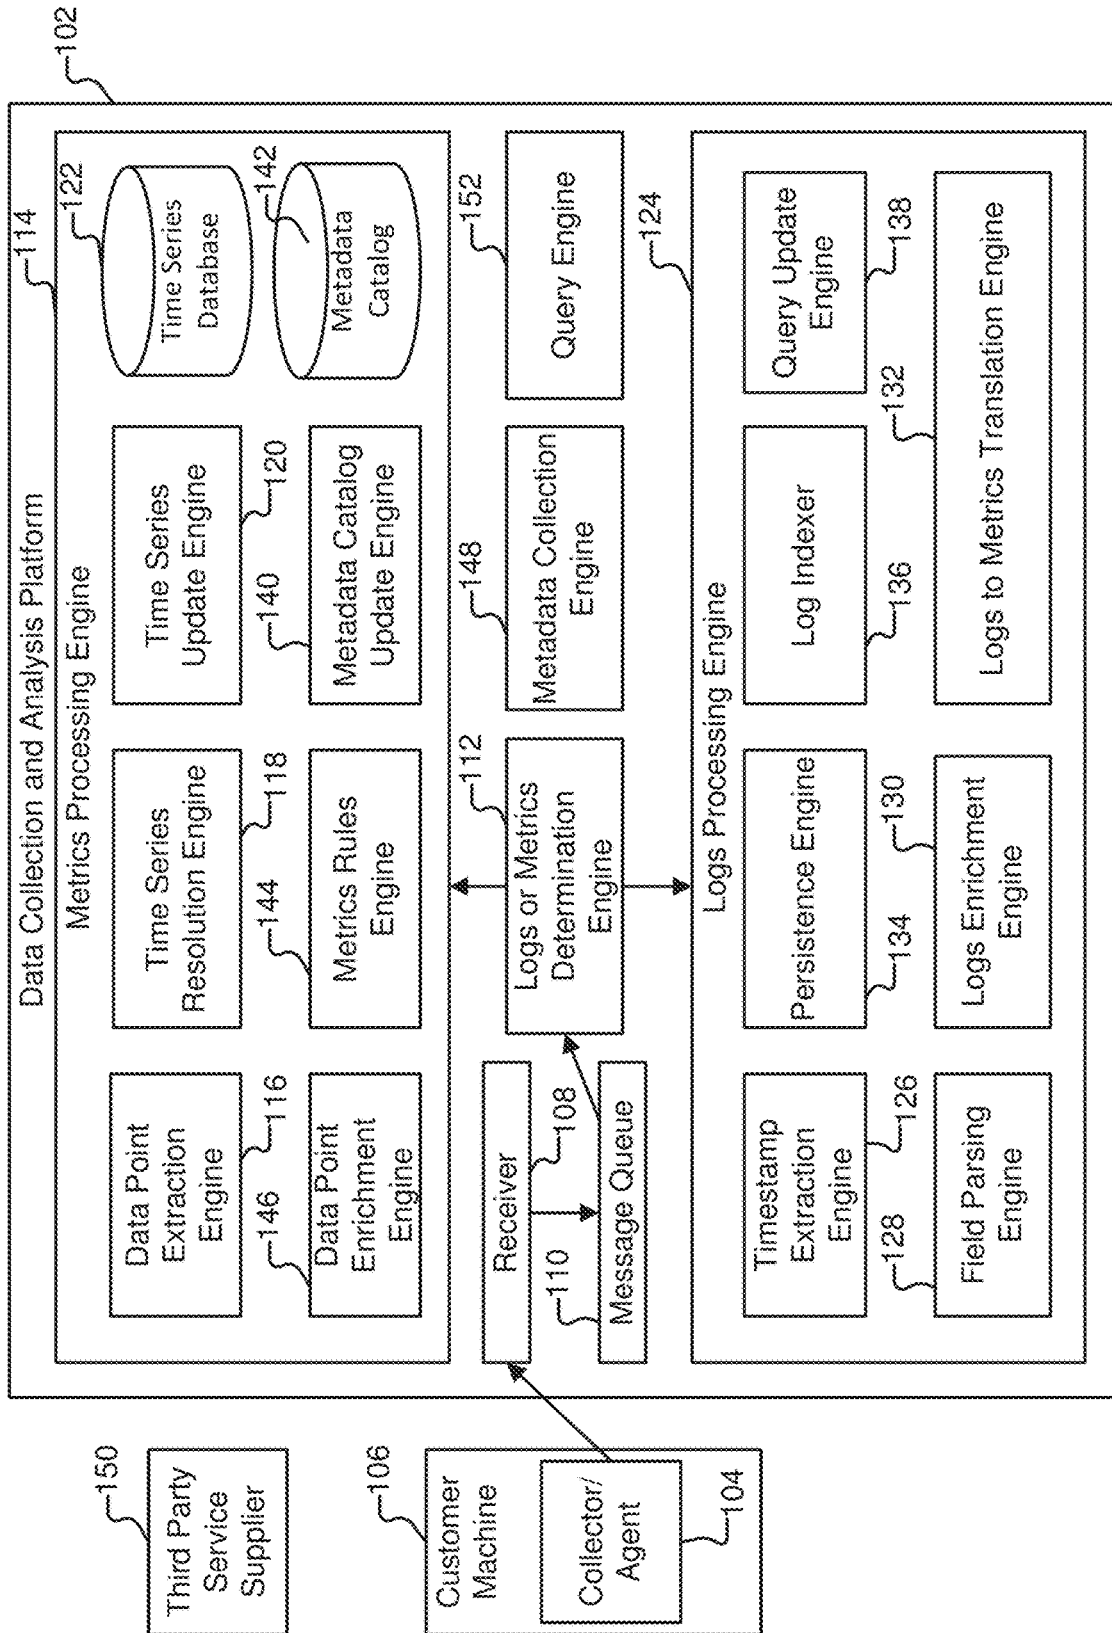 Third Party
Service
Supplier
150
Customer
Machine
106
Collector/
Agent
104
Data Collection and Analysis Platform
102
Metrics Processing Engine
114
Data Point
Extraction
Engine
116
Time Series
Resolution Engine
118
Time Series
Update Engine
120
Time Series
Database
122
146
Data Point
Enrichment
Engine
144
Metrics Rules
Engine
140
Metadata Catalog
Update Engine
Metadata
Catalog
142
Receiver
108
110
Message Queue
112
Logs or Metrics
Determination
Engine
148
Metadata Collection
Engine
152
Query Engine
Logs Processing Engine
124
Timestamp
Extraction
Engine
126
Persistence Engine
134
Log Indexer
136
Query Update
Engine
138
128
Field Parsing
Engine
130
Logs Enrichment
Engine
132
Logs to Metrics Translation Engine